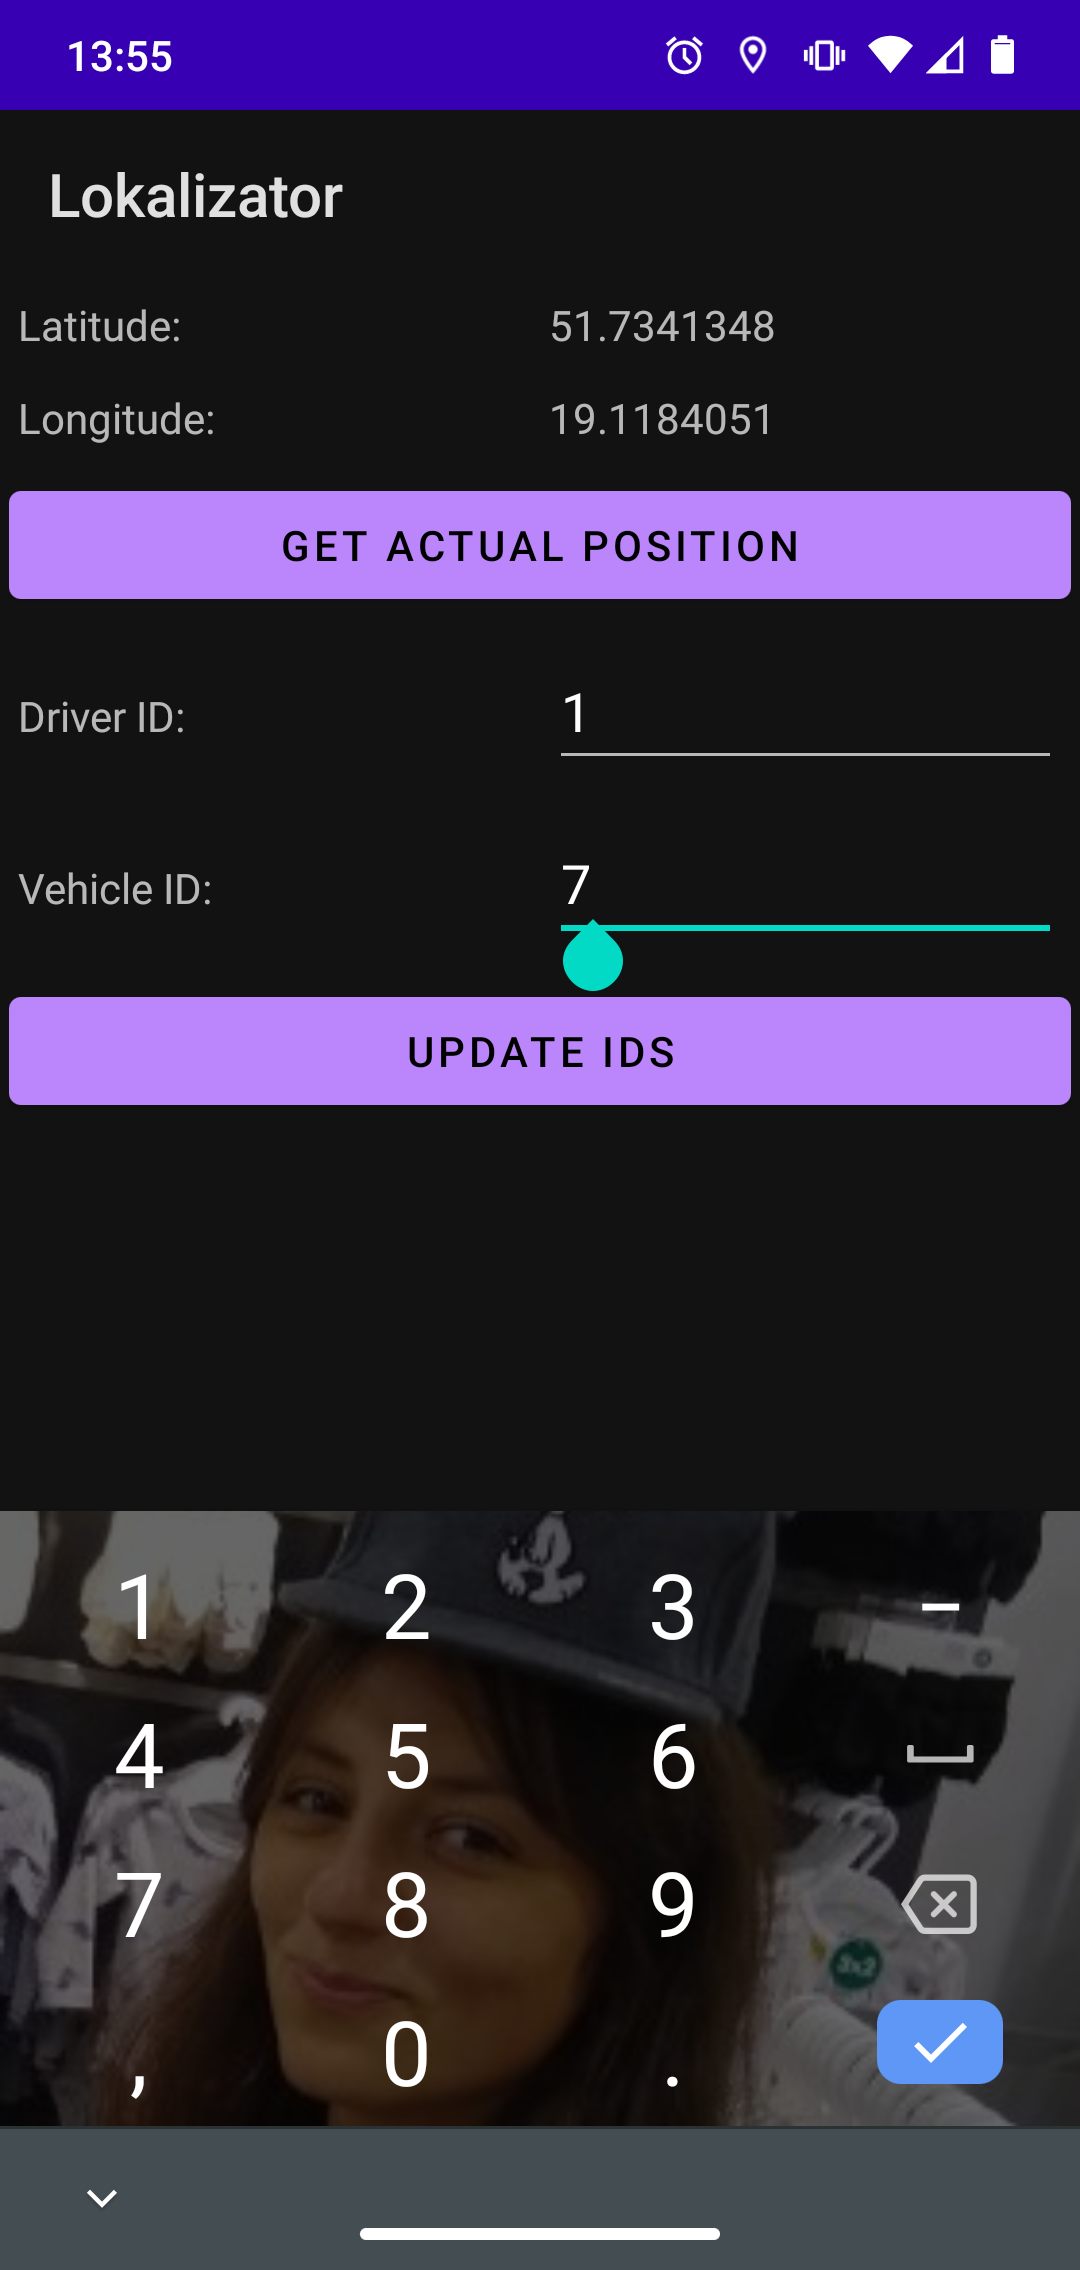 13:55
Lokalizator
Latitude: 51.7341348
Longitude: 19.1184051
GET ACTUAL POSITION
Driver ID: 1
Vehicle ID: 7
UPDATE IDS
1 2 3 –
4 5 6
7 8 9
3x2
, 0 .